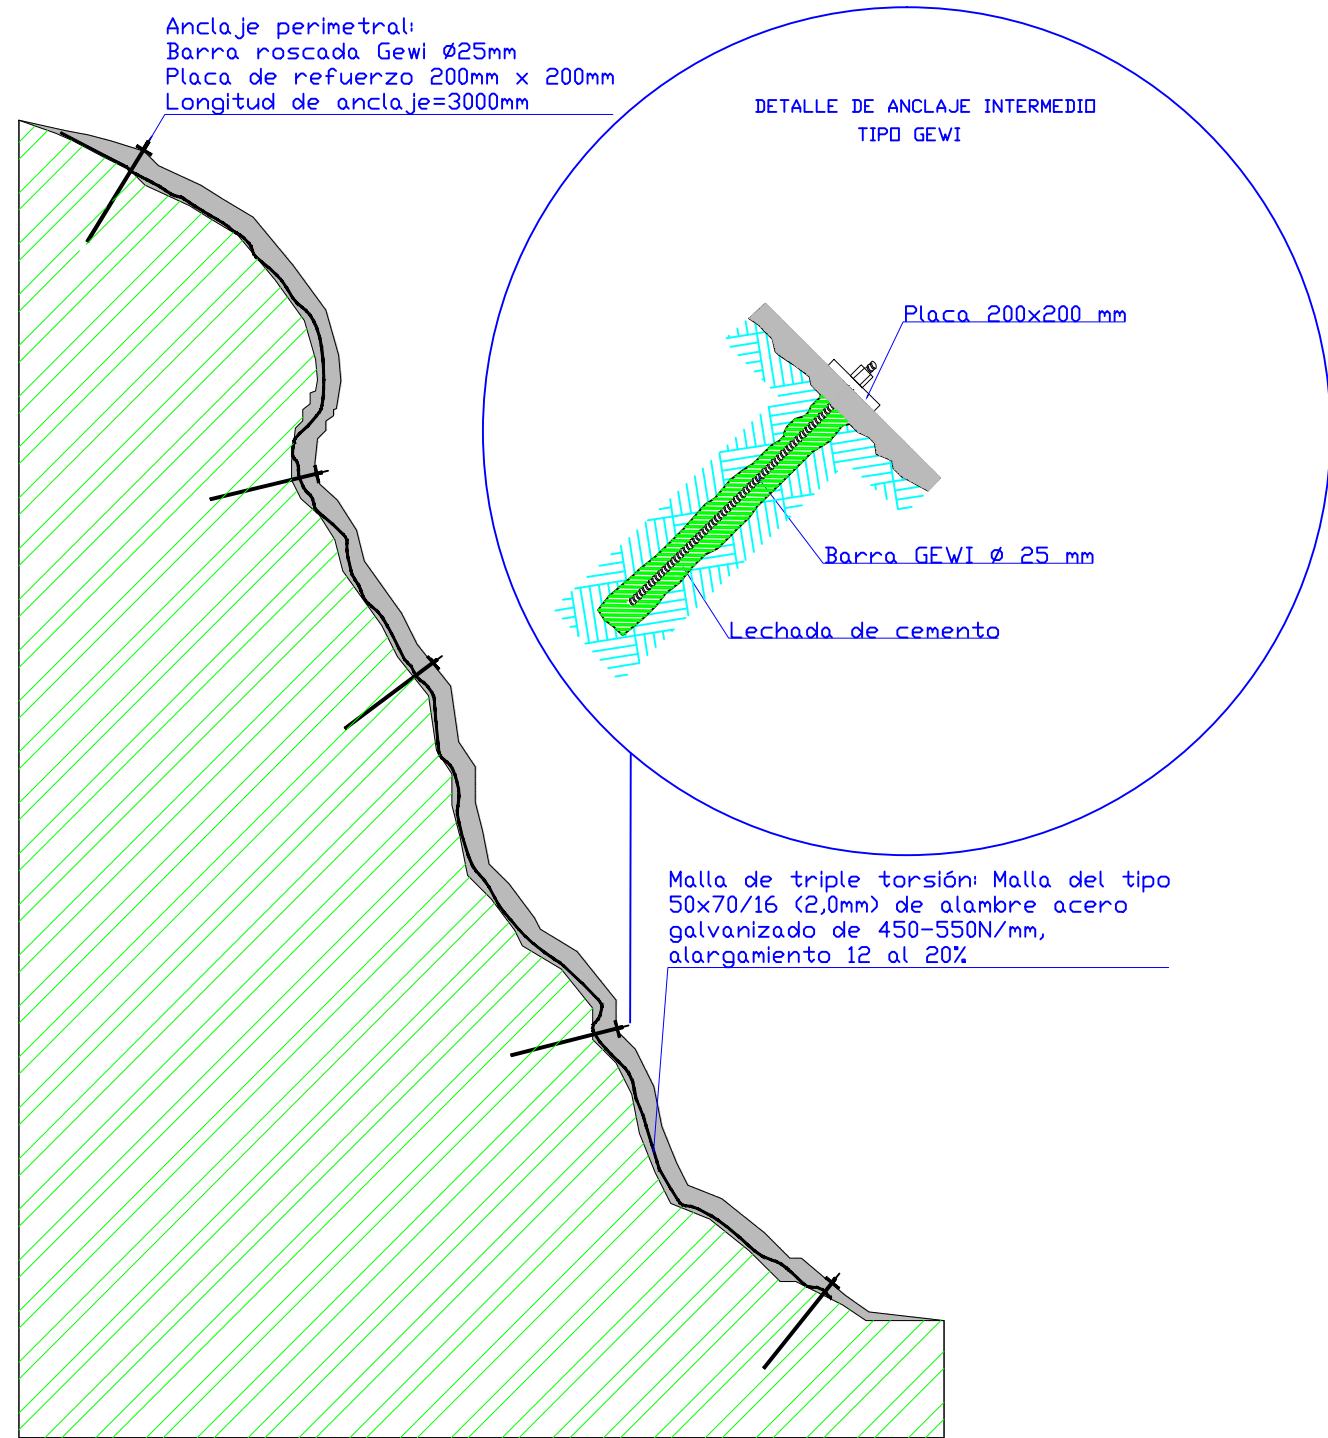 Anclaje perimetral:
Barra roscada Gewi Ø25mm
Placa de refuerzo 200mm x 200mm
Longitud de anclaje=3000mm
DETALLE DE ANCLAJE INTERMEDIO
TIPO GEWI
Placa 200x200 mm
Barra GEWI Ø 25 mm
Lechada de cemento
Malla de triple torsión: Malla del tipo
50x70/16 (2,0mm) de alambre acero
galvanizado de 450-550N/mm,
alargamiento 12 al 20%